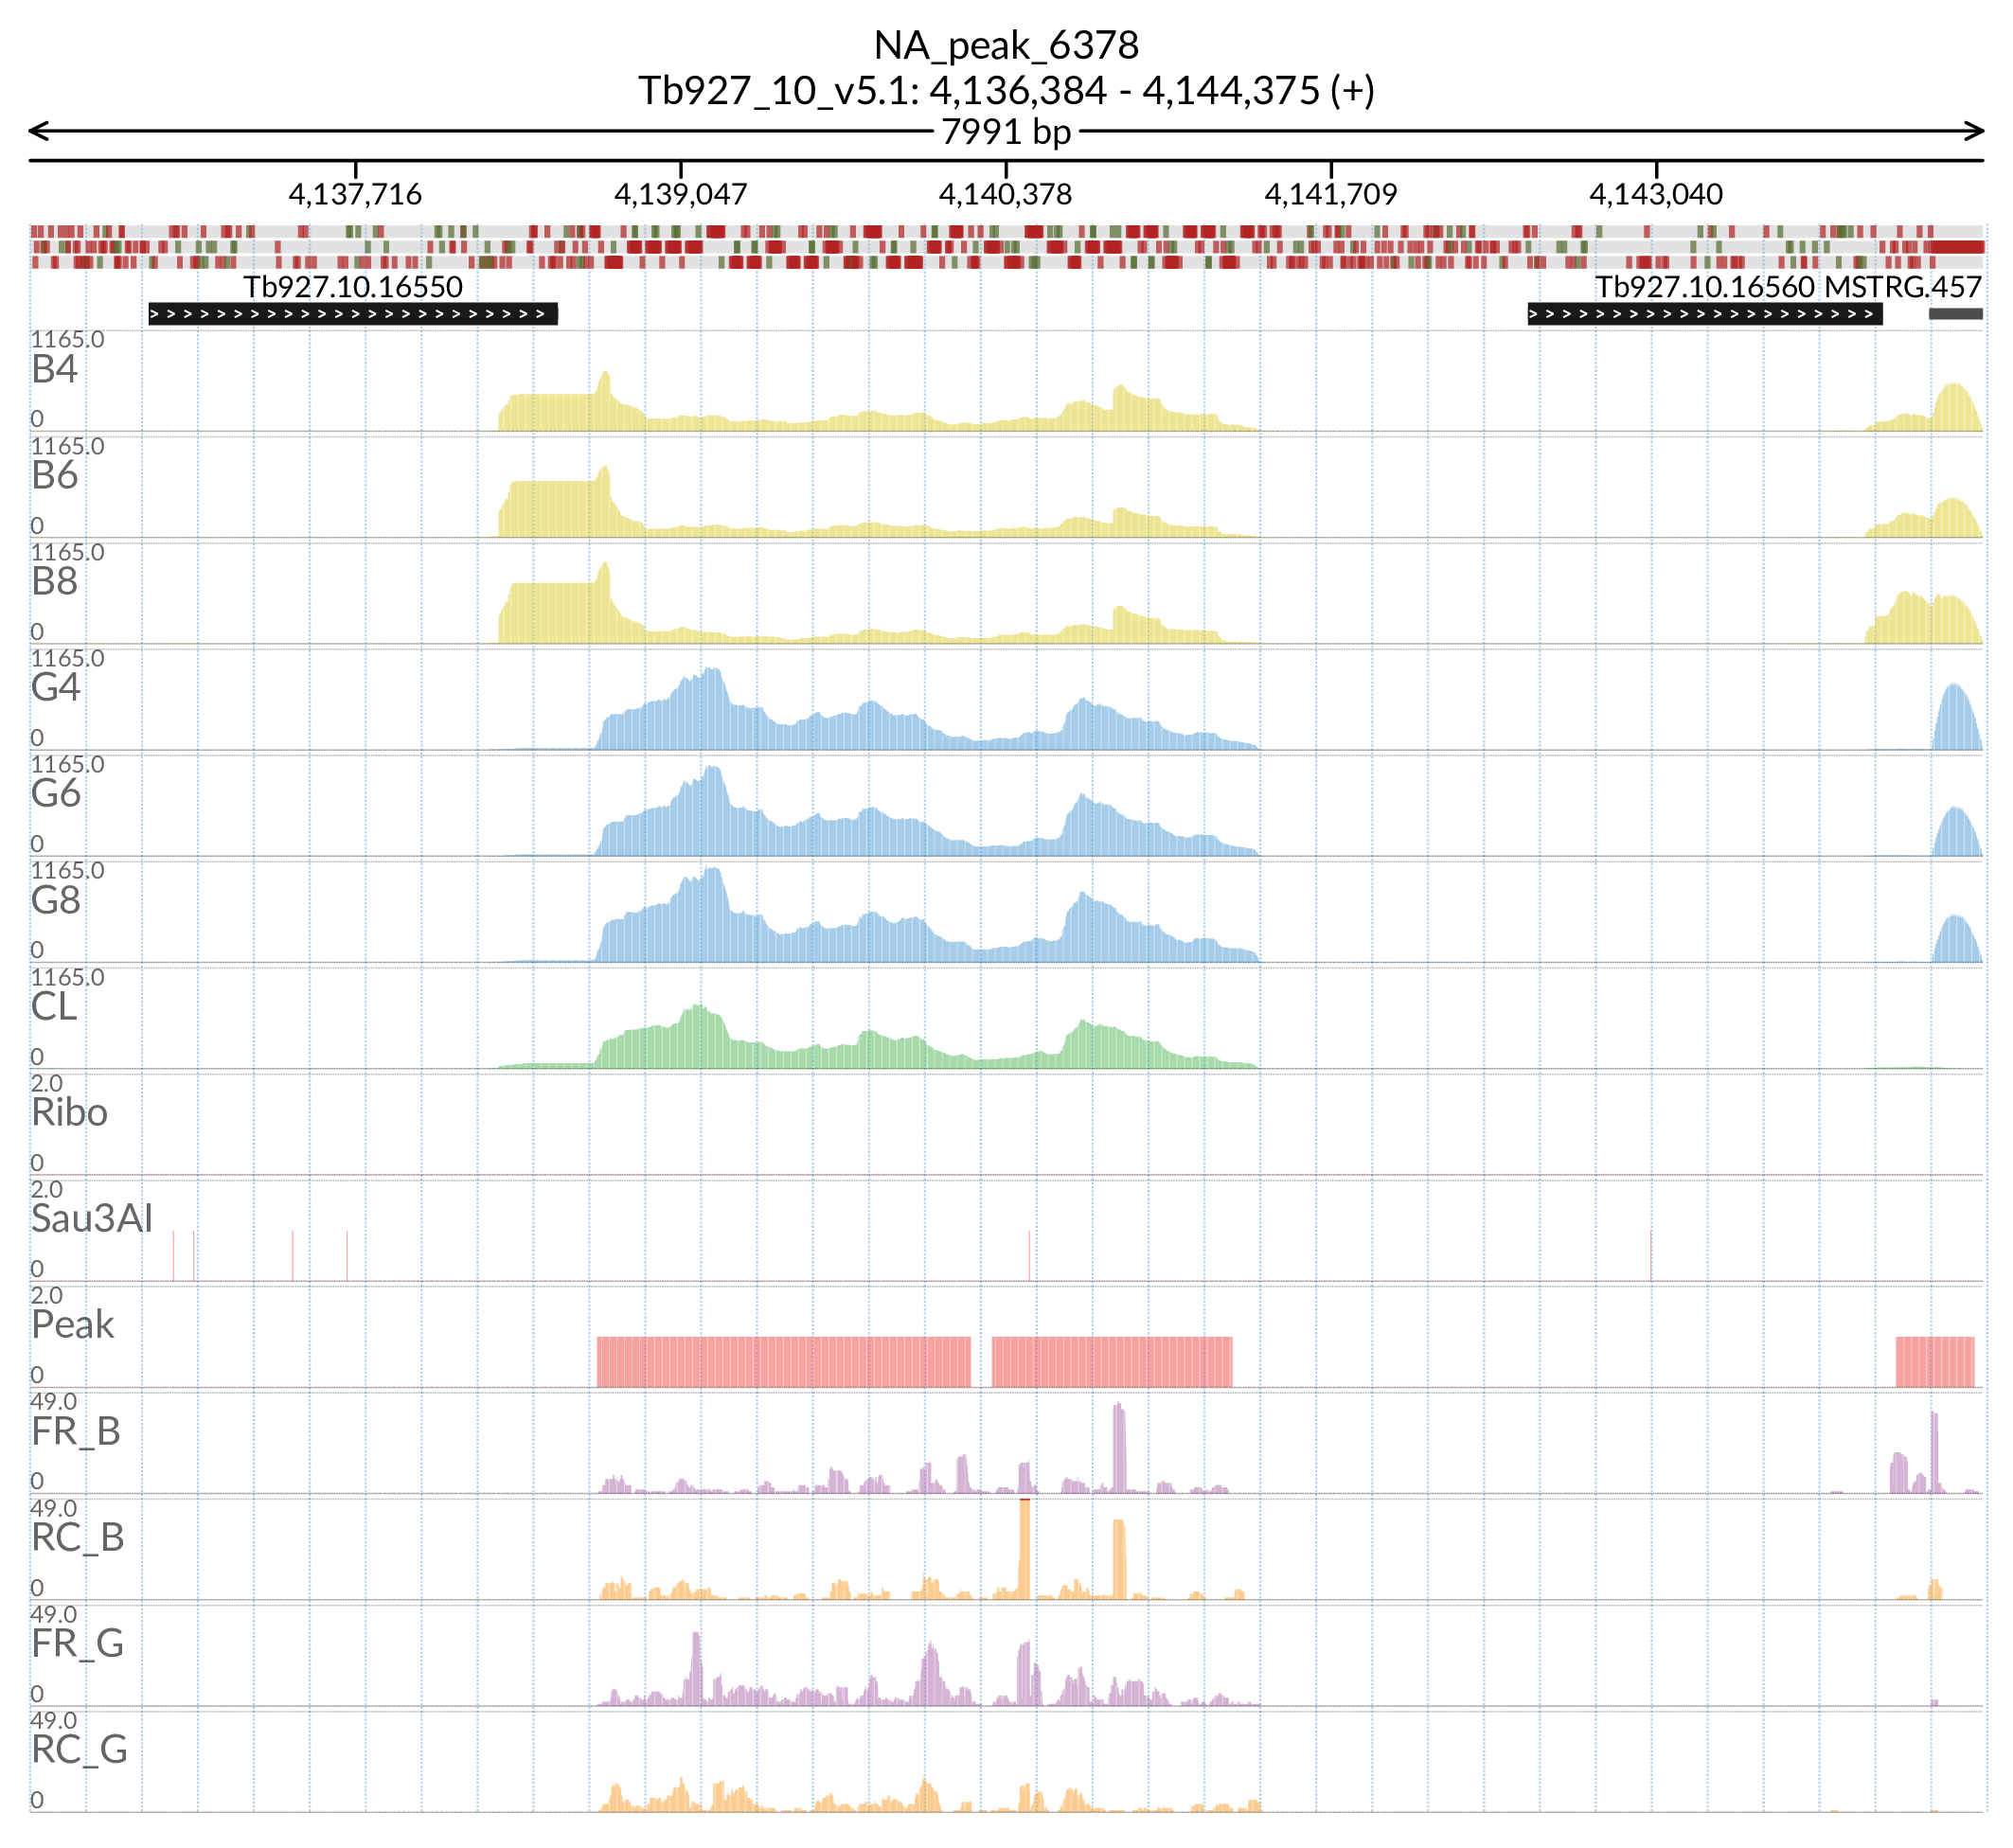 NA_peak_6378
Tb927_10_v5.1: 4,136,384 - 4,144,375 (+)
7991 bp
4,137,716 4,139,047 4,140,378 4,141,709 4,143,040
Tb927.10.16550 Tb927.10.16560 MSTRG.457
1165.0
B4
0
1165.0
B6
0
1165.0
B8
0
1165.0
G4
0
1165.0
G6
0
1165.0
G8
0
1165.0
CL
0
2.0
Ribo
0
2.0
Sau3AI
0
2.0
Peak
0
49.0
FR_B
0
49.0
RC_B
0
49.0
FR_G
0
49.0
RC_G
0